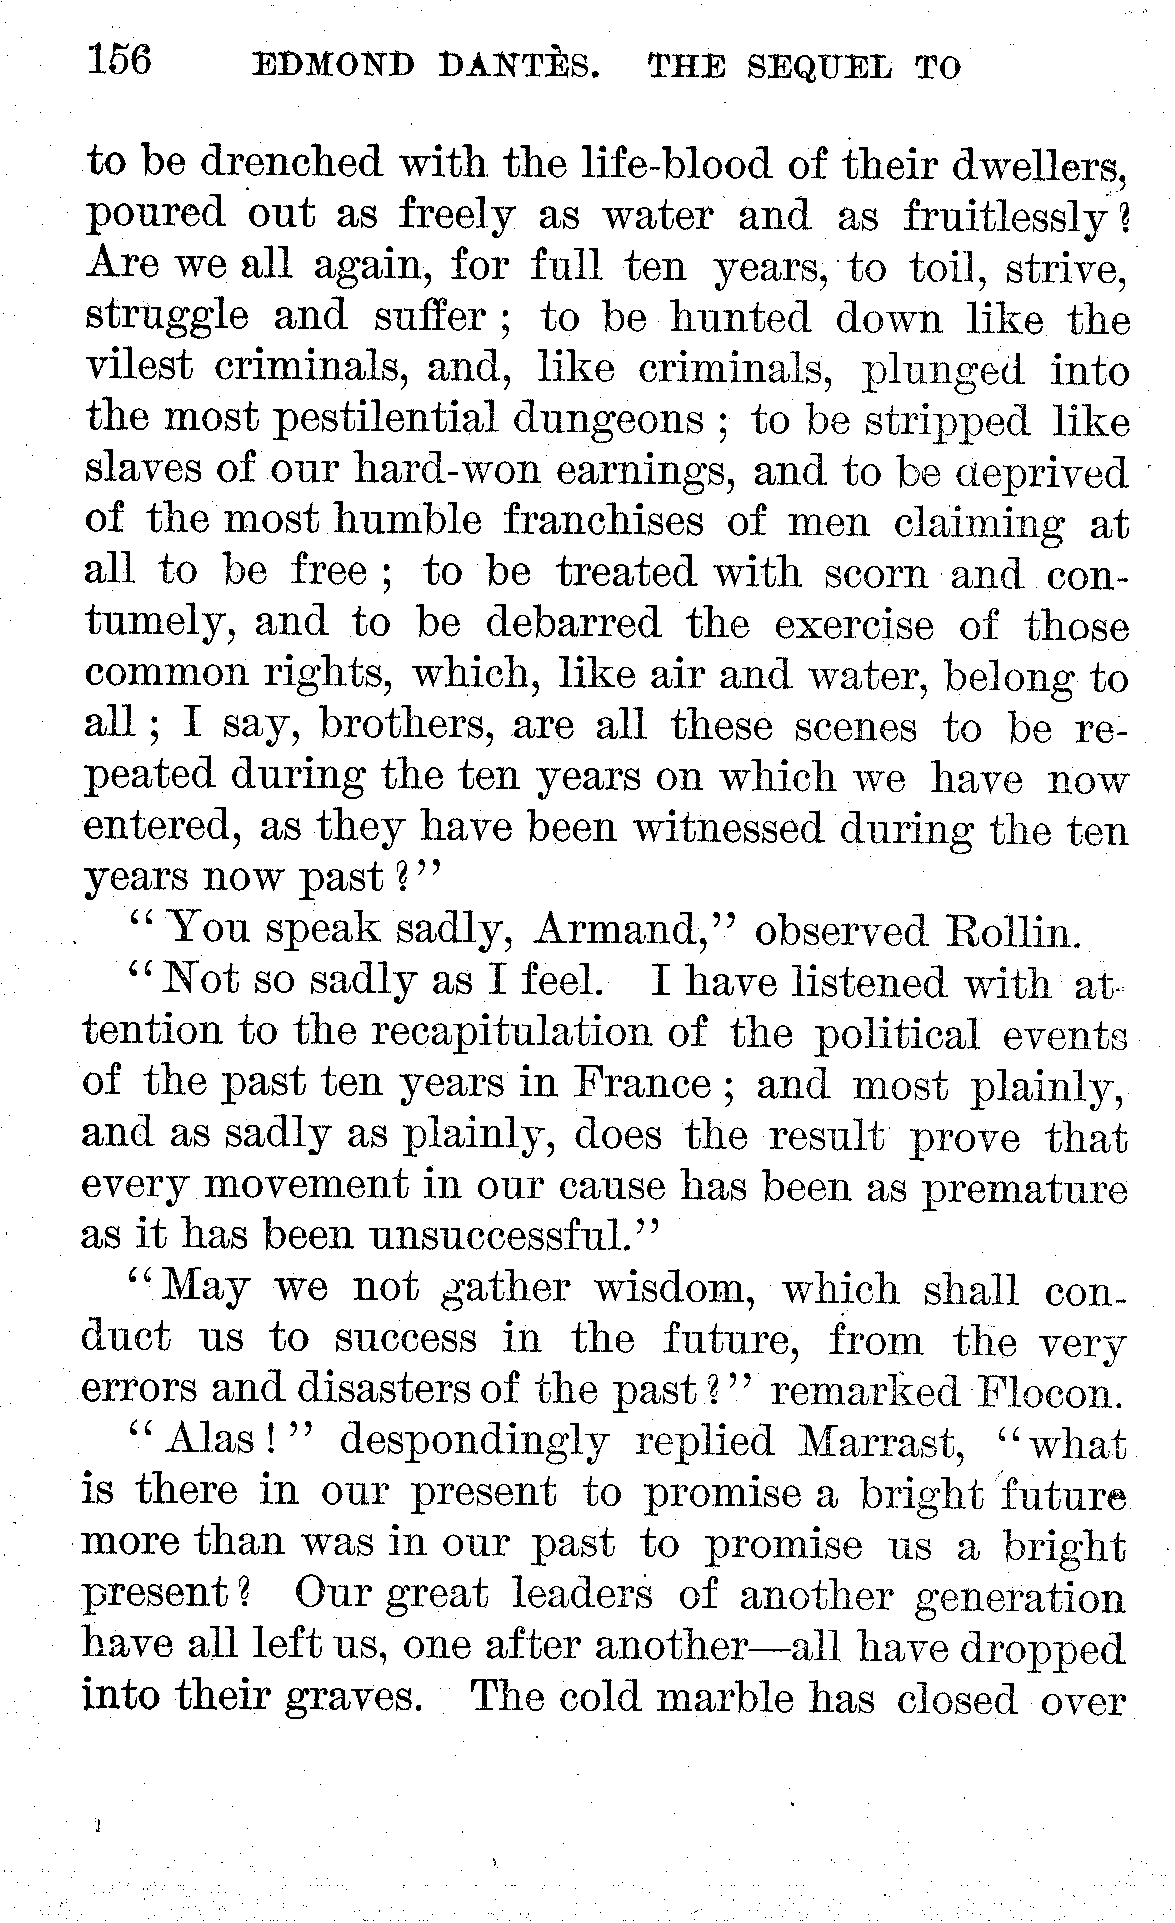 156 EDMOND DANTÈS. THE SEQUEL TO
to be drenched with the life-blood of their dwellers,
poured out as freely as water and as fruitlessly?
Are we all again, for full ten years, to toil, strive,
struggle and suffer; to be hunted down like the
vilest criminals, and, like criminals, plunged into
the most pestilential dungeons; to be stripped like
slaves of our hard-won earnings, and to be deprived
of the most humble franchises of men claiming at
all to be free; to be treated with scorn and con-
tumely, and to be debarred the exercise of those
common rights, which, like air and water, belong to
all; I say, brothers, are all these scenes to be re-
peated during the ten years on which we have now
entered, as they have been witnessed during the ten
years now past?"
"You speak sadly, Armand," observed Rollin.
"Not so sadly as I feel. I have listened with at-
tention to the recapitulation of the political events
of the past ten years in France; and most plainly,
and as sadly as plainly, does the result prove that
every movement in our cause has been as premature
as it has been unsuccessful."
"May we not gather wisdom, which shall con-
duct us to success in the future, from the very
errors and disasters of the past?" remarked Flocon.
"Alas!" despondingly replied Marrast, "what
is there in our present to promise a bright future
more than was in our past to promise us a bright
present? Our great leaders of another generation
have all left us, one after another—all have dropped
into their graves. The cold marble has closed over